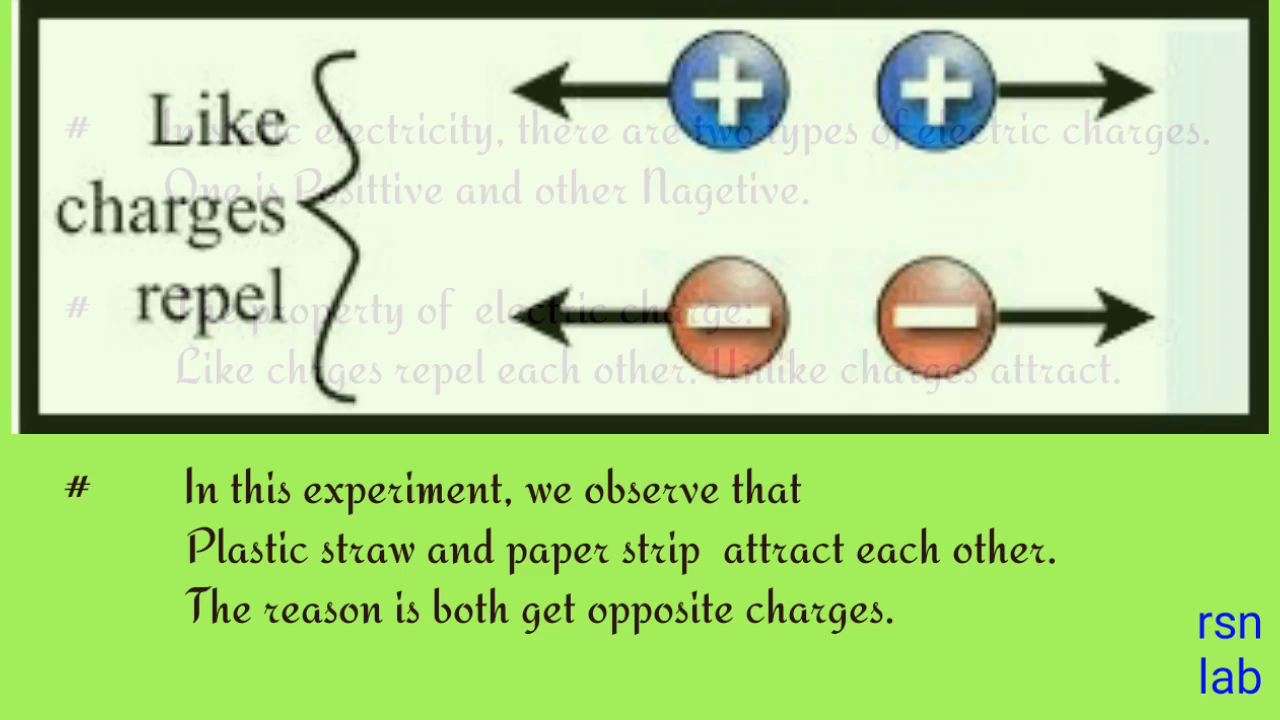 Like
charges
repel
# In static electricity, there are two types of electric charges.
One is Posittive and other Nagetive.
# The property of electric charge:
Like chrges repel each other. Unlike charges attract.
# In this experiment, we observe that
Plastic straw and paper strip attract each other.
The reason is both get opposite charges.
rsn
lab